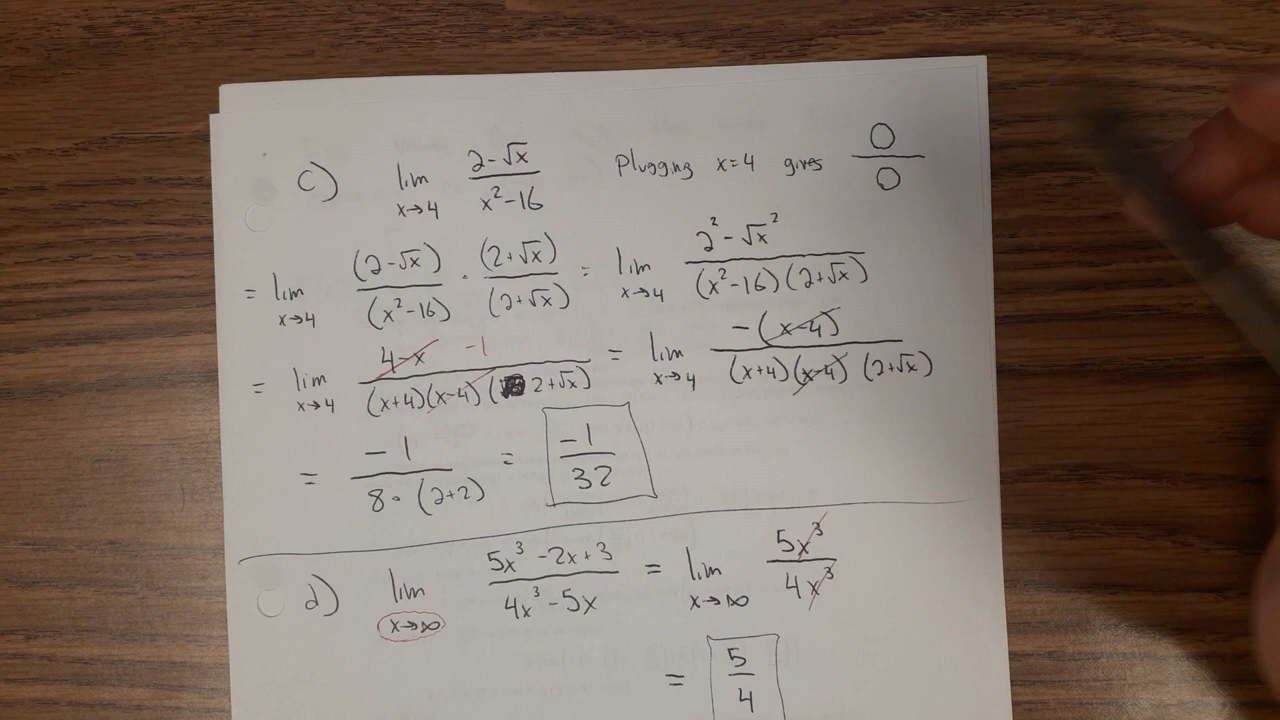 c) lim x→4 (2-√x)/(x²-16) Plugging x=4 gives 0/0
= lim x→4 (2-√x)/(x²-16) · (2+√x)/(2+√x) = lim x→4 (2²-√x²)/((x²-16)(2+√x))
= lim x→4 (4-x) -1/((x+4)(x-4)(2+√x)) = lim x→4 -(x-4)/((x+4)(x-4)(2+√x))
= -1/(8·(2+2)) = -1/32
d) lim x→∞ (5x³-2x+3)/(4x³-5x) = lim x→∞ 5x³/4x³
= 5/4